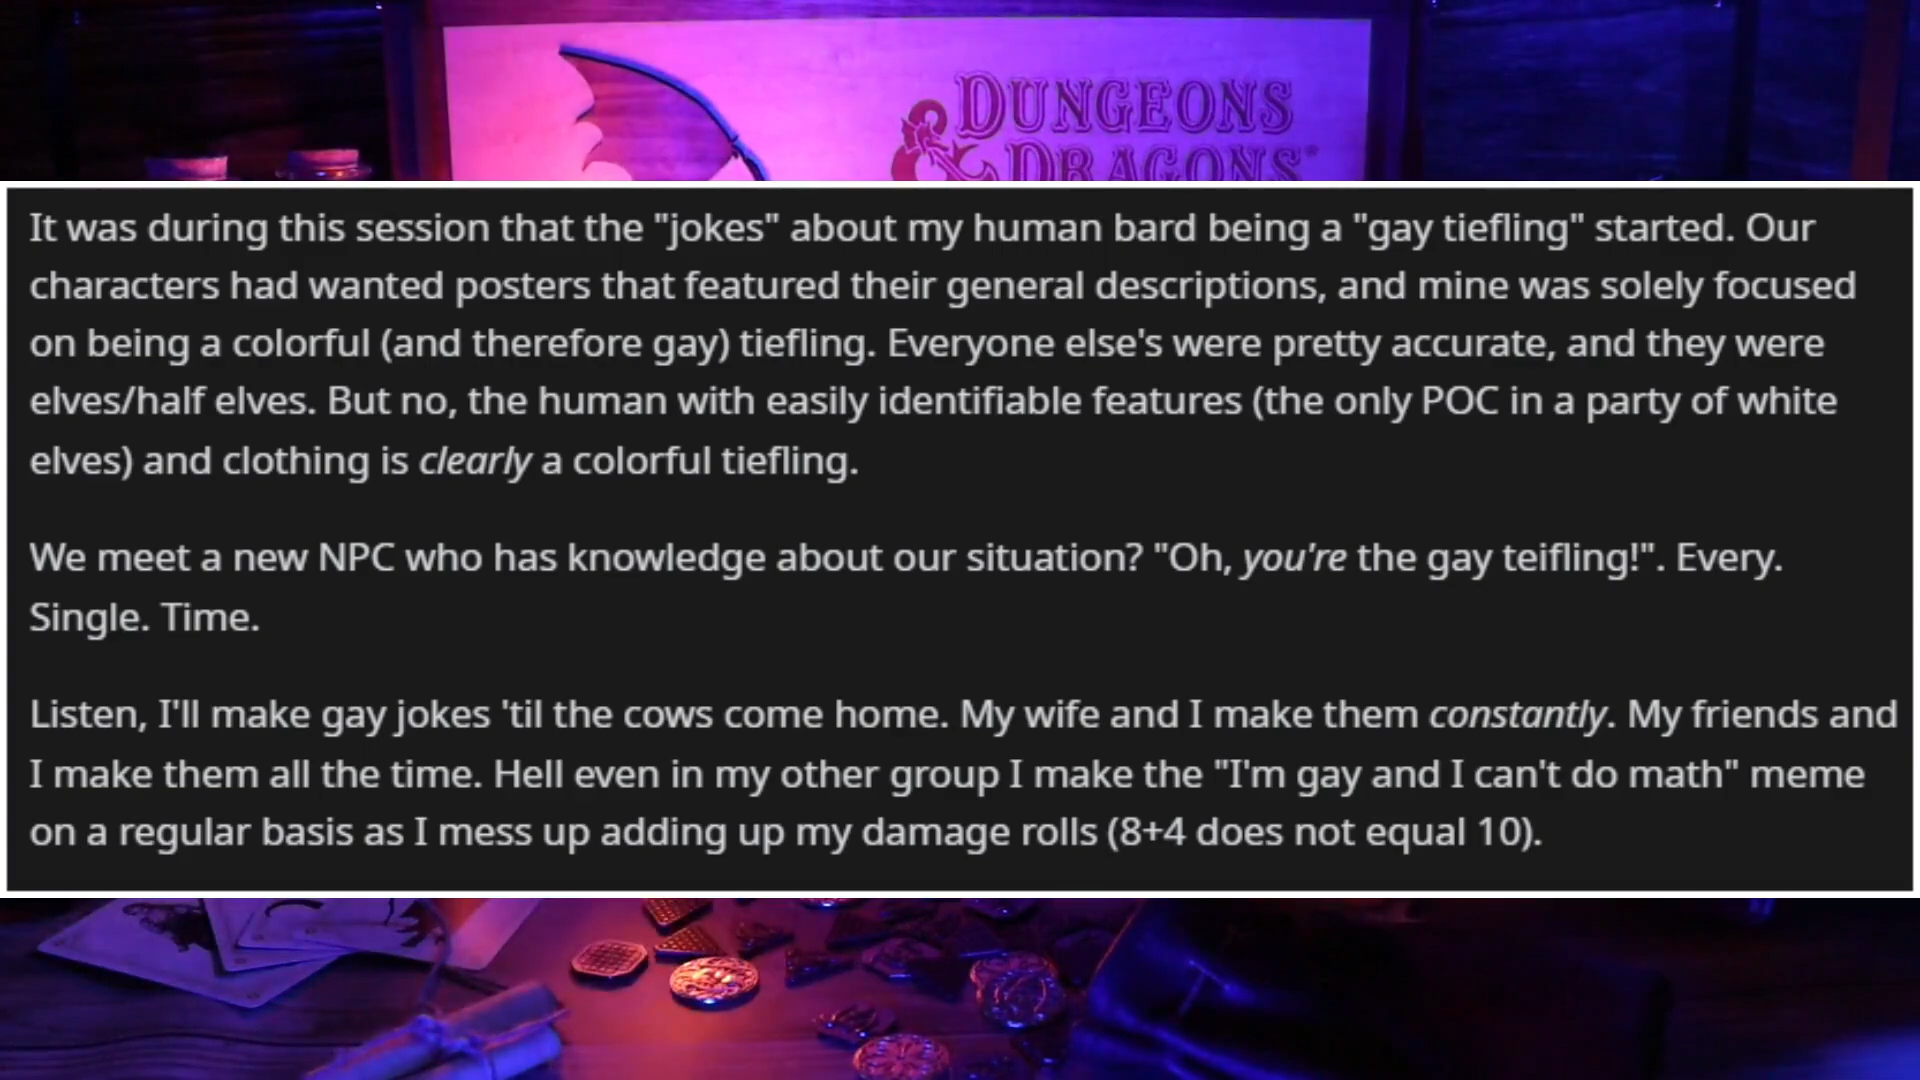 DUNGEONS
& DRAGONS
It was during this session that the "jokes" about my human bard being a "gay tiefling" started. Our
characters had wanted posters that featured their general descriptions, and mine was solely focused
on being a colorful (and therefore gay) tiefling. Everyone else's were pretty accurate, and they were
elves/half elves. But no, the human with easily identifiable features (the only POC in a party of white
elves) and clothing is clearly a colorful tiefling.
We meet a new NPC who has knowledge about our situation? "Oh, you're the gay teifling!". Every.
Single. Time.
Listen, I'll make gay jokes 'til the cows come home. My wife and I make them constantly. My friends and
I make them all the time. Hell even in my other group I make the "I'm gay and I can't do math" meme
on a regular basis as I mess up adding up my damage rolls (8+4 does not equal 10).